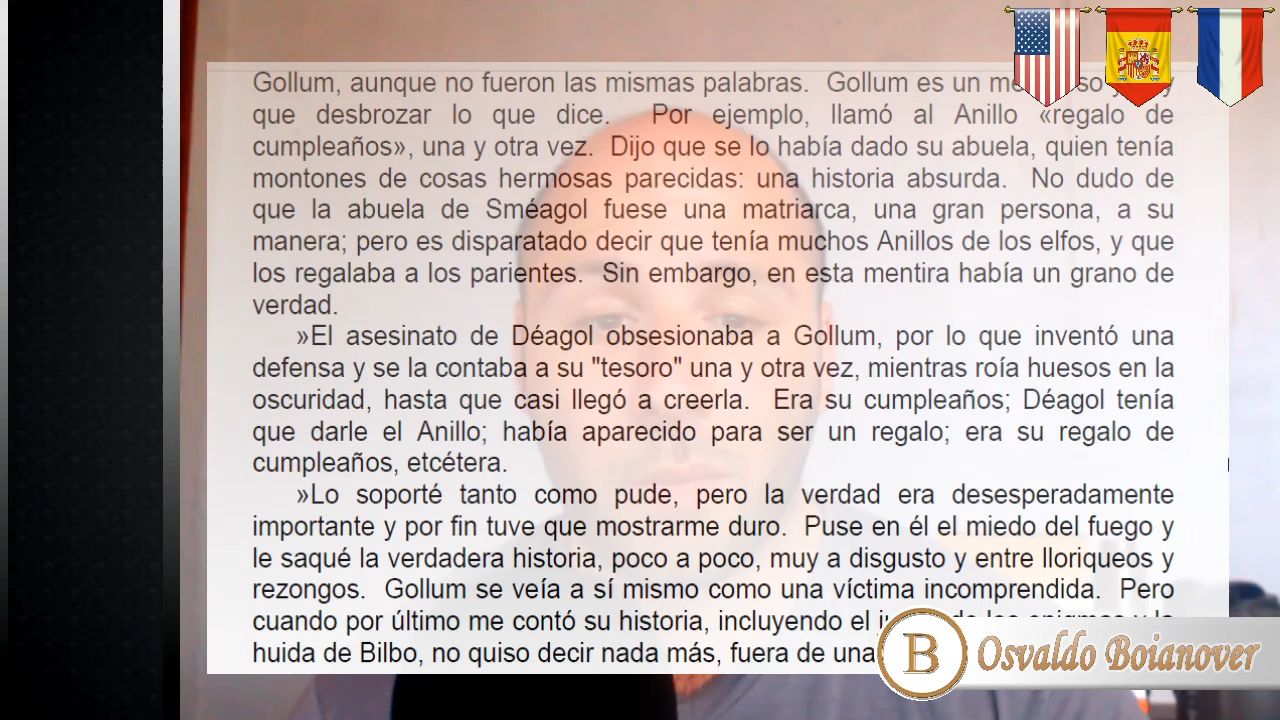 Gollum, aunque no fueron las mismas palabras. Gollum es un
que desbrozar lo que dice. Por ejemplo, llamó al Anillo «regalo de
cumpleaños», una y otra vez. Dijo que se lo había dado su abuela, quien tenía
montones de cosas hermosas parecidas: una historia absurda. No dudo de
que la abuela de Sméagol fuese una matriarca, una gran persona, a su
manera; pero es disparatado decir que tenía muchos Anillos de los elfos, y que
los regalaba a los parientes. Sin embargo, en esta mentira había un grano de
verdad.
»El asesinato de Déagol obsesionaba a Gollum, por lo que inventó una
defensa y se la contaba a su "tesoro" una y otra vez, mientras roía huesos en la
oscuridad, hasta que casi llegó a creerla. Era su cumpleaños; Déagol tenía
que darle el Anillo; había aparecido para ser un regalo; era su regalo de
cumpleaños, etcétera.
»Lo soporté tanto como pude, pero la verdad era desesperadamente
importante y por fin tuve que mostrarme duro. Puse en él el miedo del fuego y
le saqué la verdadera historia, poco a poco, muy a disgusto y entre lloriqueos y
rezongos. Gollum se veía a sí mismo como una víctima incomprendida. Pero
cuando por último me contó su historia, incluyendo el
huida de Bilbo, no quiso decir nada más, fuera de una
B Osvaldo Boianover